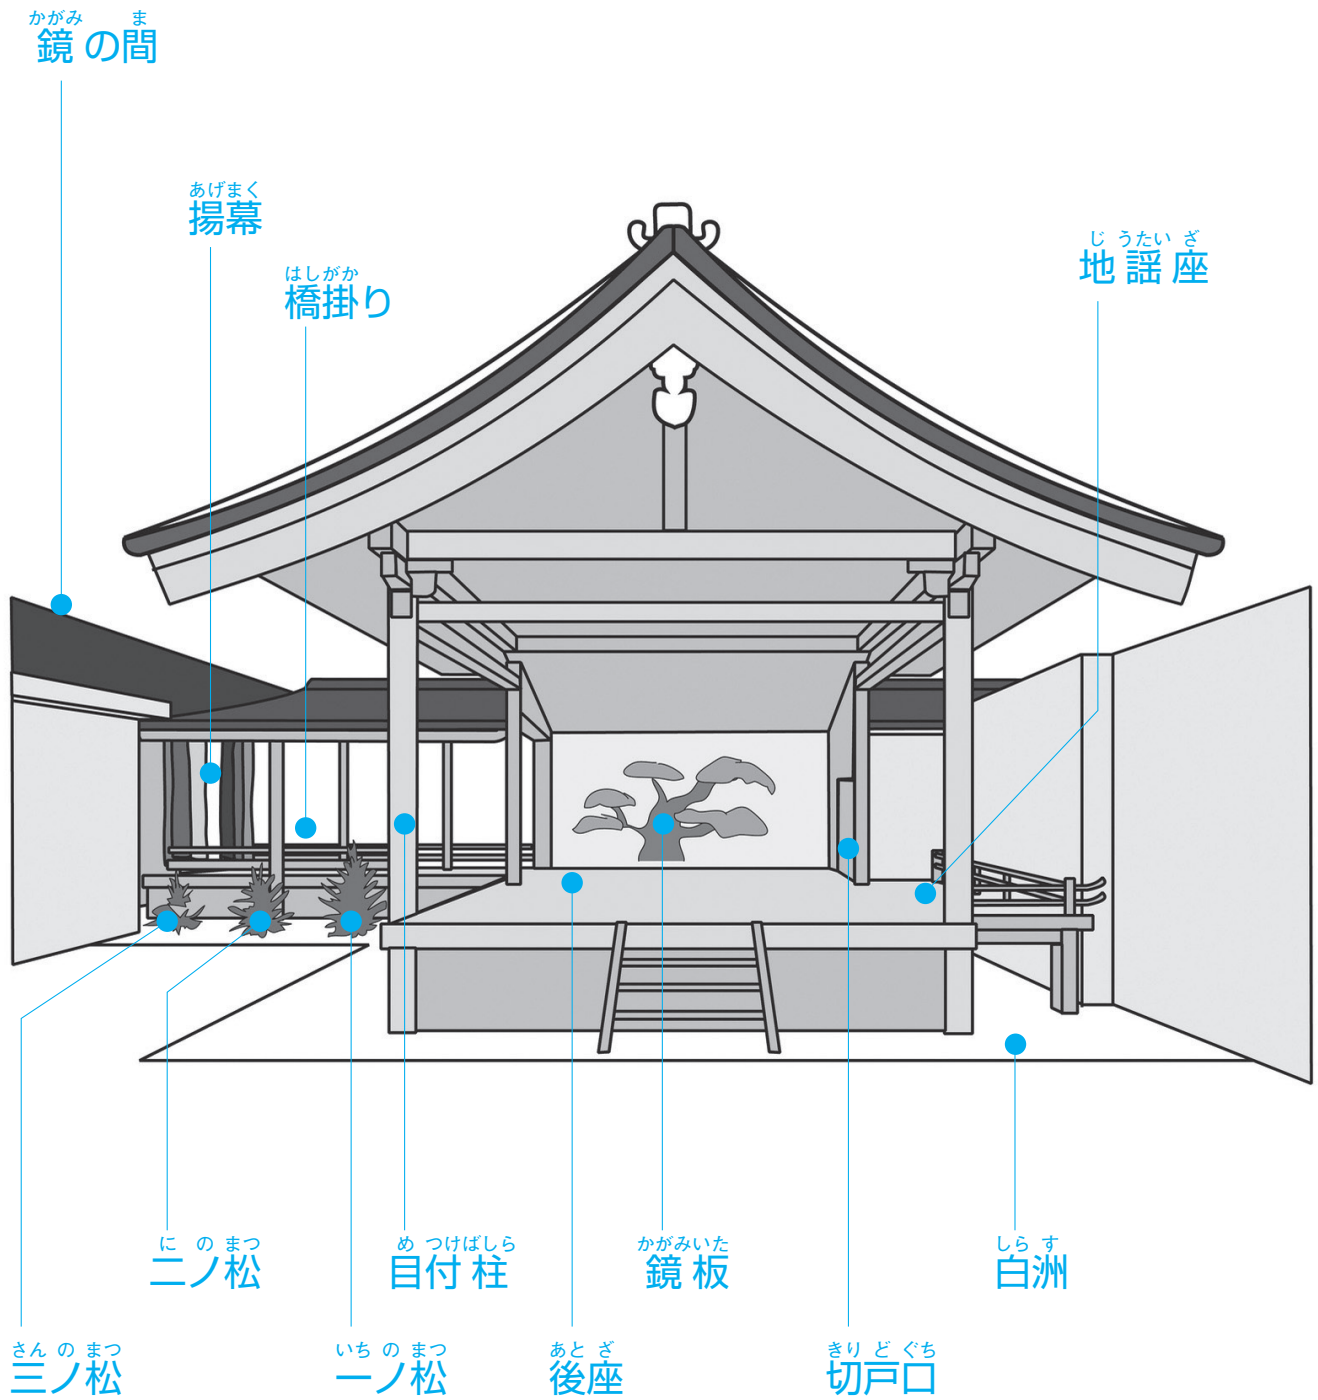 かがみ ま
鏡の間
あげまく
揚幕
はしがか
橋掛り
じ うたい ざ
地謡座
に の まつ
二ノ松
め つけばしら
目付柱
かがみいた
鏡板
しら す
白洲
さん の まつ
三ノ松
いち の まつ
一ノ松
あと ざ
後座
きり ど ぐち
切戸口